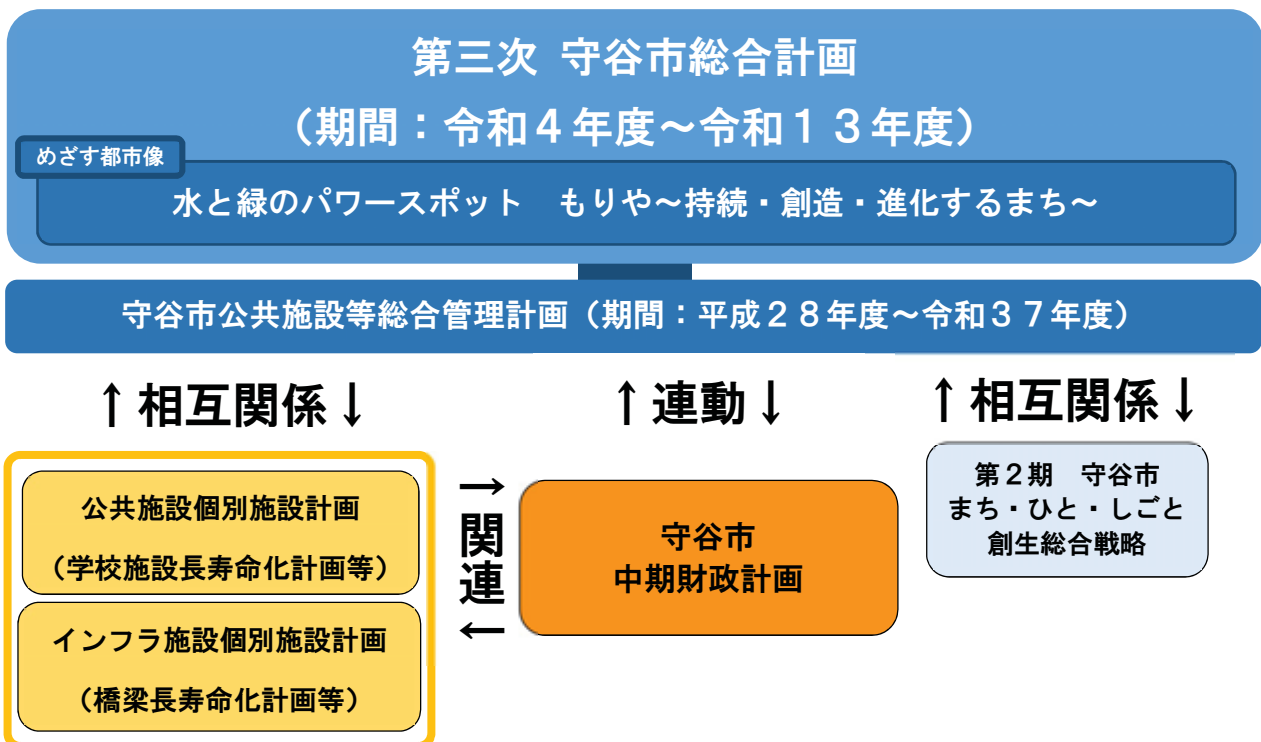 第三次 守谷市総合計画
（期間：令和４年度～令和１３年度）
めざす都市像
水と緑のパワースポット　もりや～持続・創造・進化するまち～
守谷市公共施設等総合管理計画（期間：平成２８年度～令和３７年度）
↑相互関係↓
↑連動↓
↑相互関係↓
公共施設個別施設計画
（学校施設長寿命化計画等）
インフラ施設個別施設計画
（橋梁長寿命化計画等）
→関連←
守谷市
中期財政計画
第２期　守谷市
まち・ひと・しごと
創生総合戦略